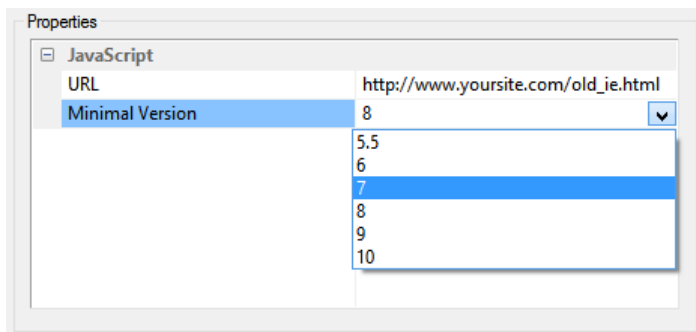 Properties
JavaScript
URL http://www.yoursite.com/old_ie.html
Minimal Version 8
5.5
6
7
8
9
10